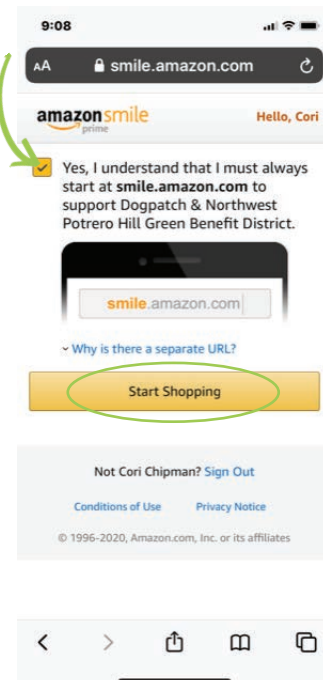 9:08
AA smile.amazon.com
amazonsmile
prime
Hello, Cori
Yes, I understand that I must always
start at smile.amazon.com to
support Dogpatch & Northwest
Potrero Hill Green Benefit District.
smile.amazon.com
Why is there a separate URL?
Start Shopping
Not Cori Chipman? Sign Out
Conditions of Use Privacy Notice
© 1996-2020, Amazon.com, Inc. or its affiliates